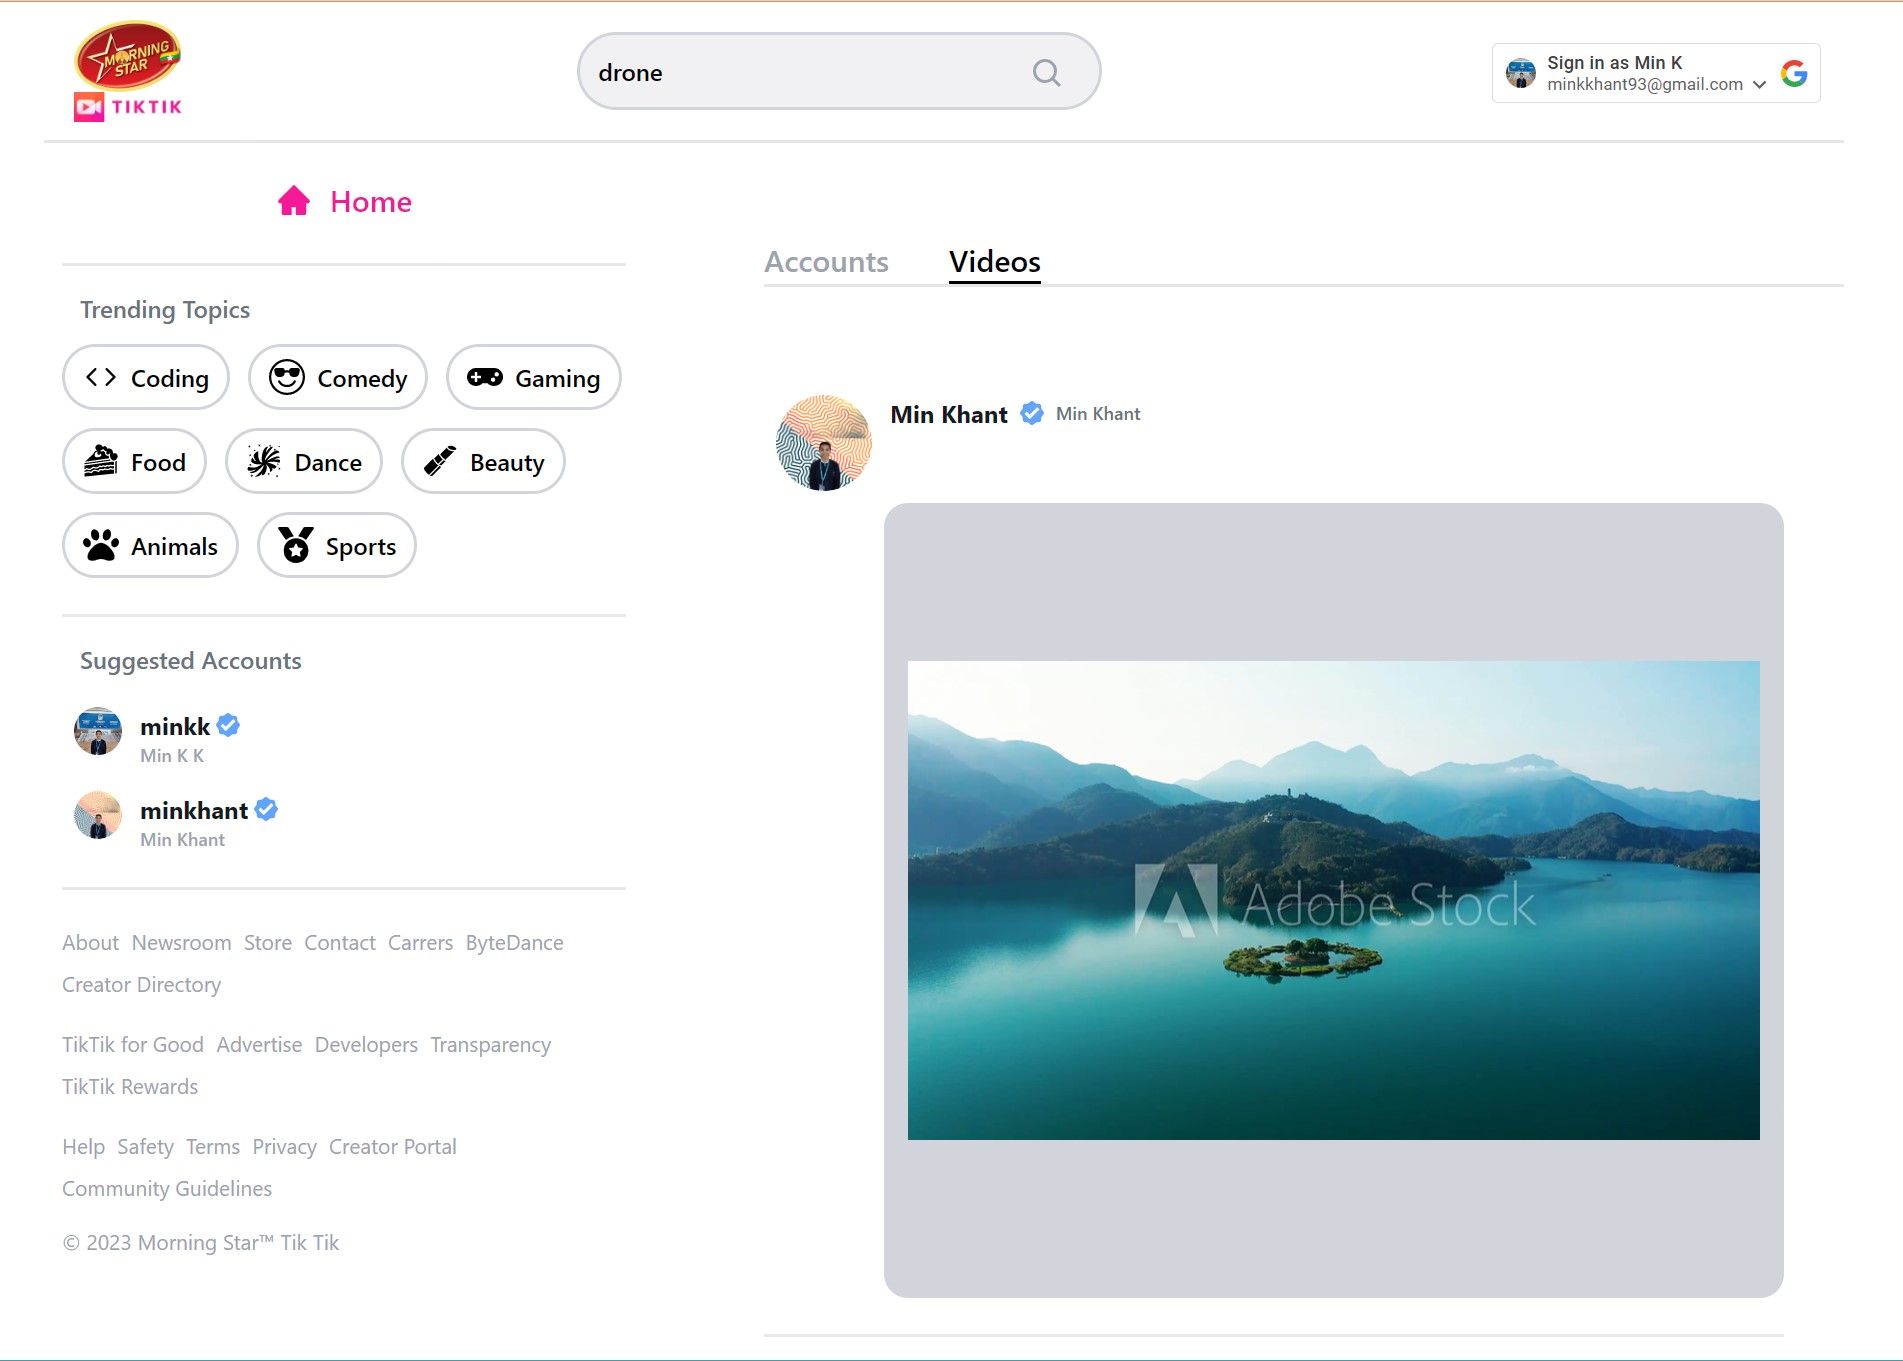 MORNING
STAR
TIKTIK
drone
Sign in as Min K
minkkhant93@gmail.com
Home
Accounts Videos
Trending Topics
Coding Comedy Gaming
Food Dance Beauty
Animals Sports
Suggested Accounts
minkk
Min K K
minkhant
Min Khant
About Newsroom Store Contact Carrers ByteDance
Creator Directory
TikTik for Good Advertise Developers Transparency
TikTik Rewards
Help Safety Terms Privacy Creator Portal
Community Guidelines
© 2023 Morning Star™ Tik Tik
Min Khant Min Khant
Adobe Stock